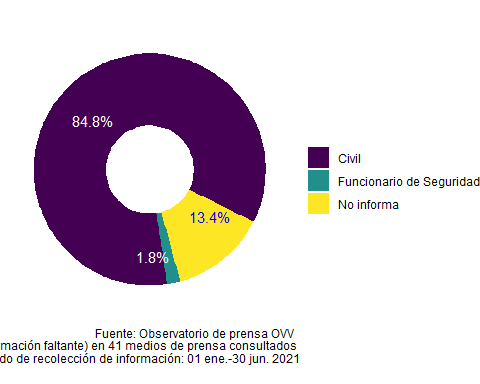 84.8%
Civil
Funcionario de Seguridad
No informa
13.4%
1.8%
Fuente: Observatorio de prensa OVV
mación faltante) en 41 medios de prensa consultados
do de recolección de información: 01 ene.-30 jun. 2021